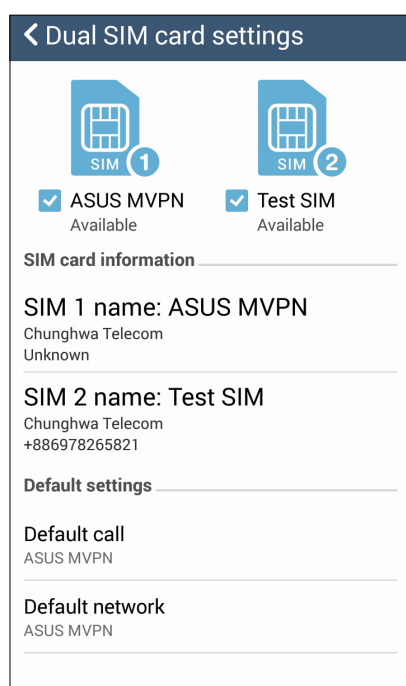 Dual SIM card settings
SIM 1
SIM 2
ASUS MVPN
Test SIM
Available
Available
SIM card information
SIM 1 name: ASUS MVPN
Chunghwa Telecom
Unknown
SIM 2 name: Test SIM
Chunghwa Telecom
+886978265821
Default settings
Default call
ASUS MVPN
Default network
ASUS MVPN